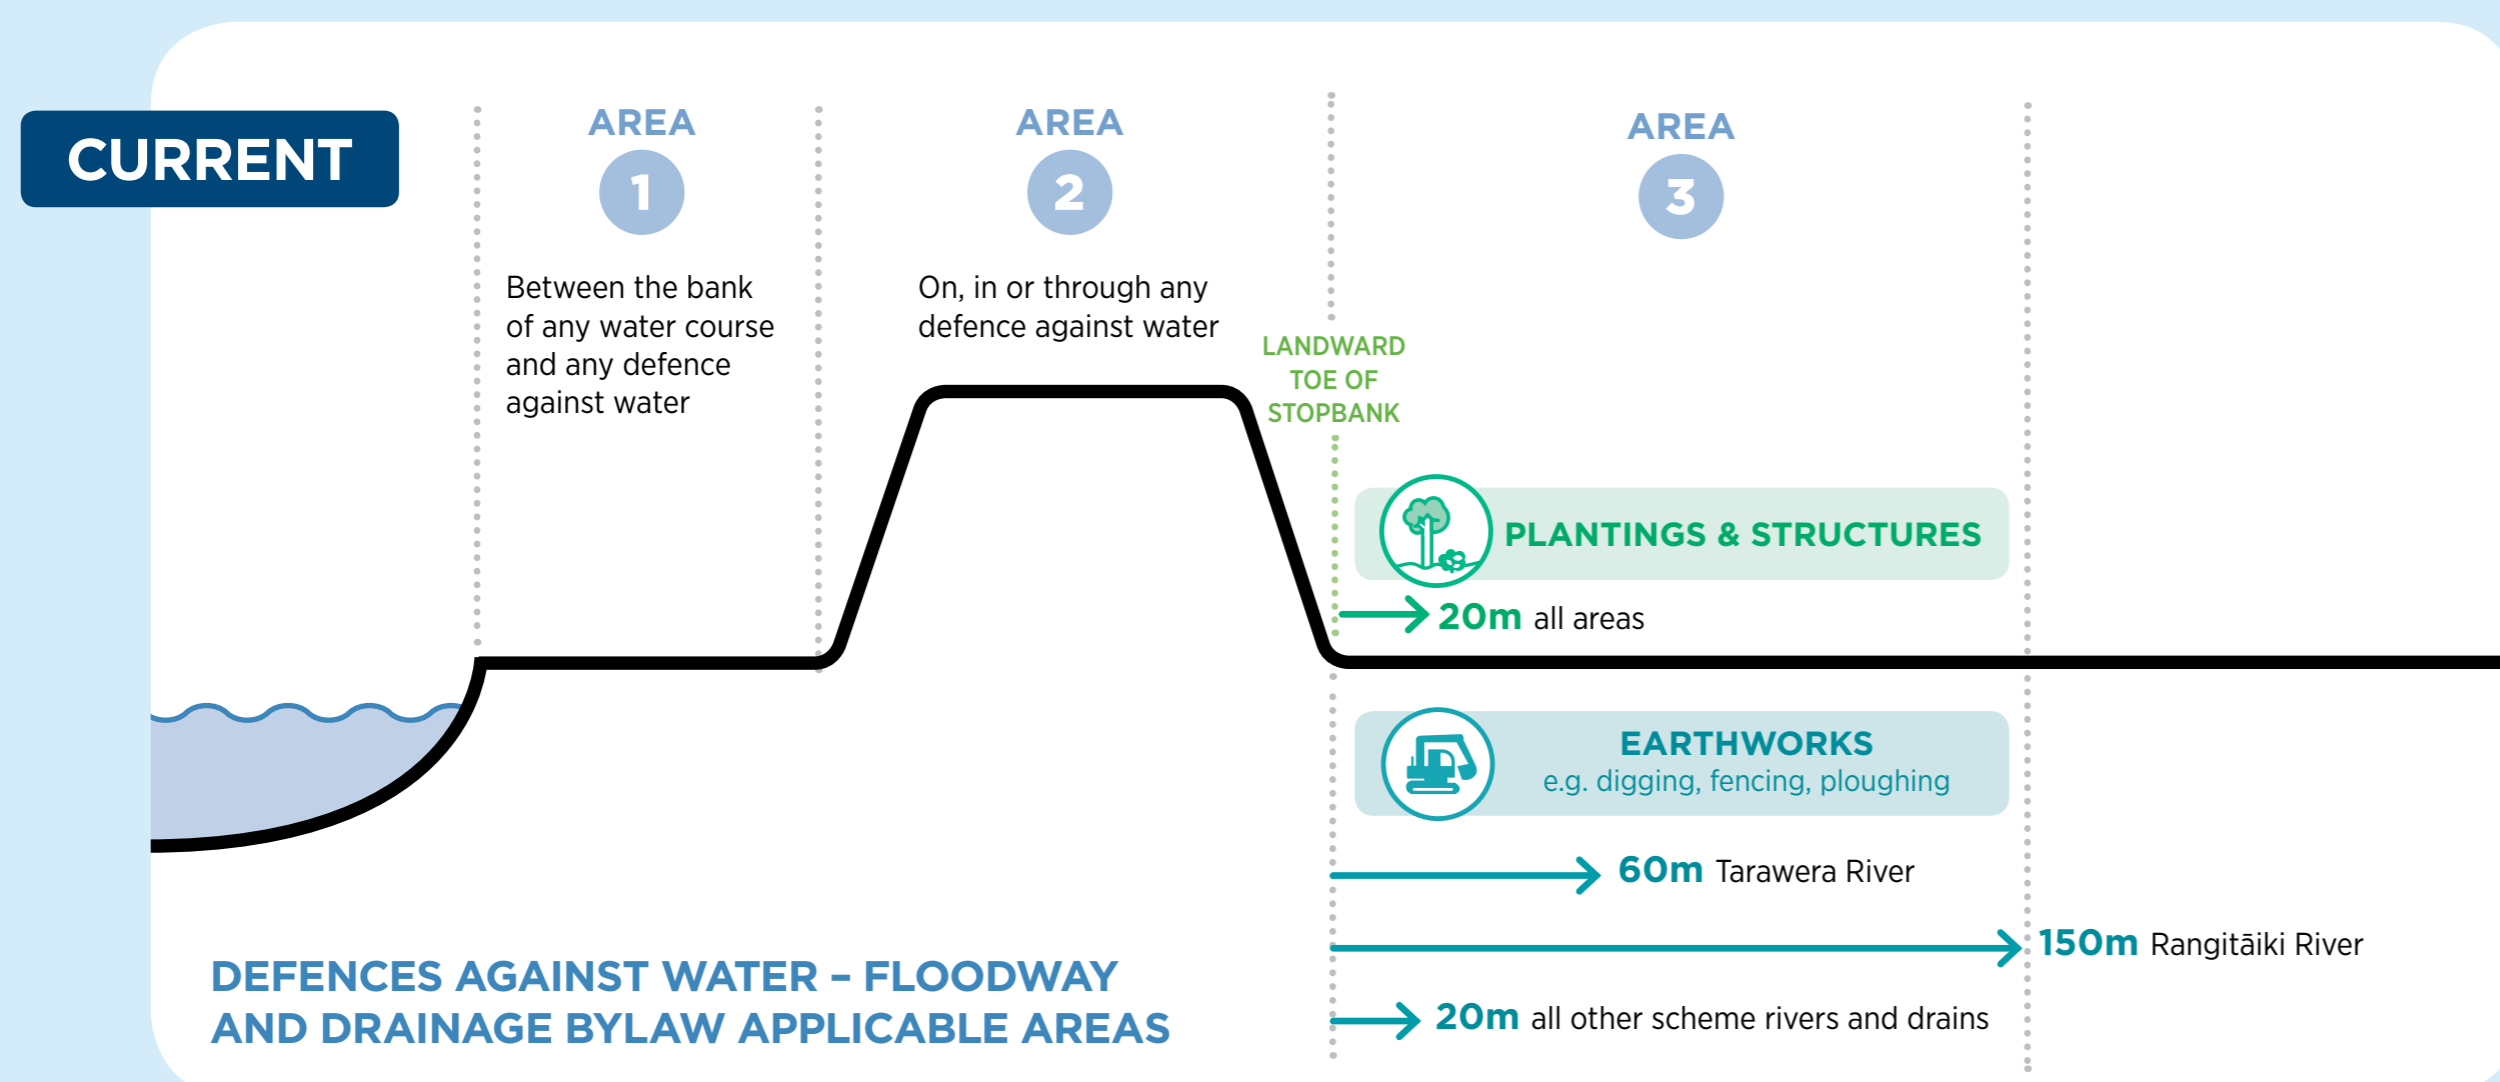 CURRENT
AREA
1
Between the bank
of any water course
and any defence
against water
AREA
2
On, in or through any
defence against water
LANDWARD
TOE OF
STOPBANK
AREA
3
PLANTINGS & STRUCTURES
20m all areas
EARTHWORKS
e.g. digging, fencing, ploughing
60m Tarawera River
150m Rangitāiki River
20m all other scheme rivers and drains
DEFENCES AGAINST WATER – FLOODWAY
AND DRAINAGE BYLAW APPLICABLE AREAS